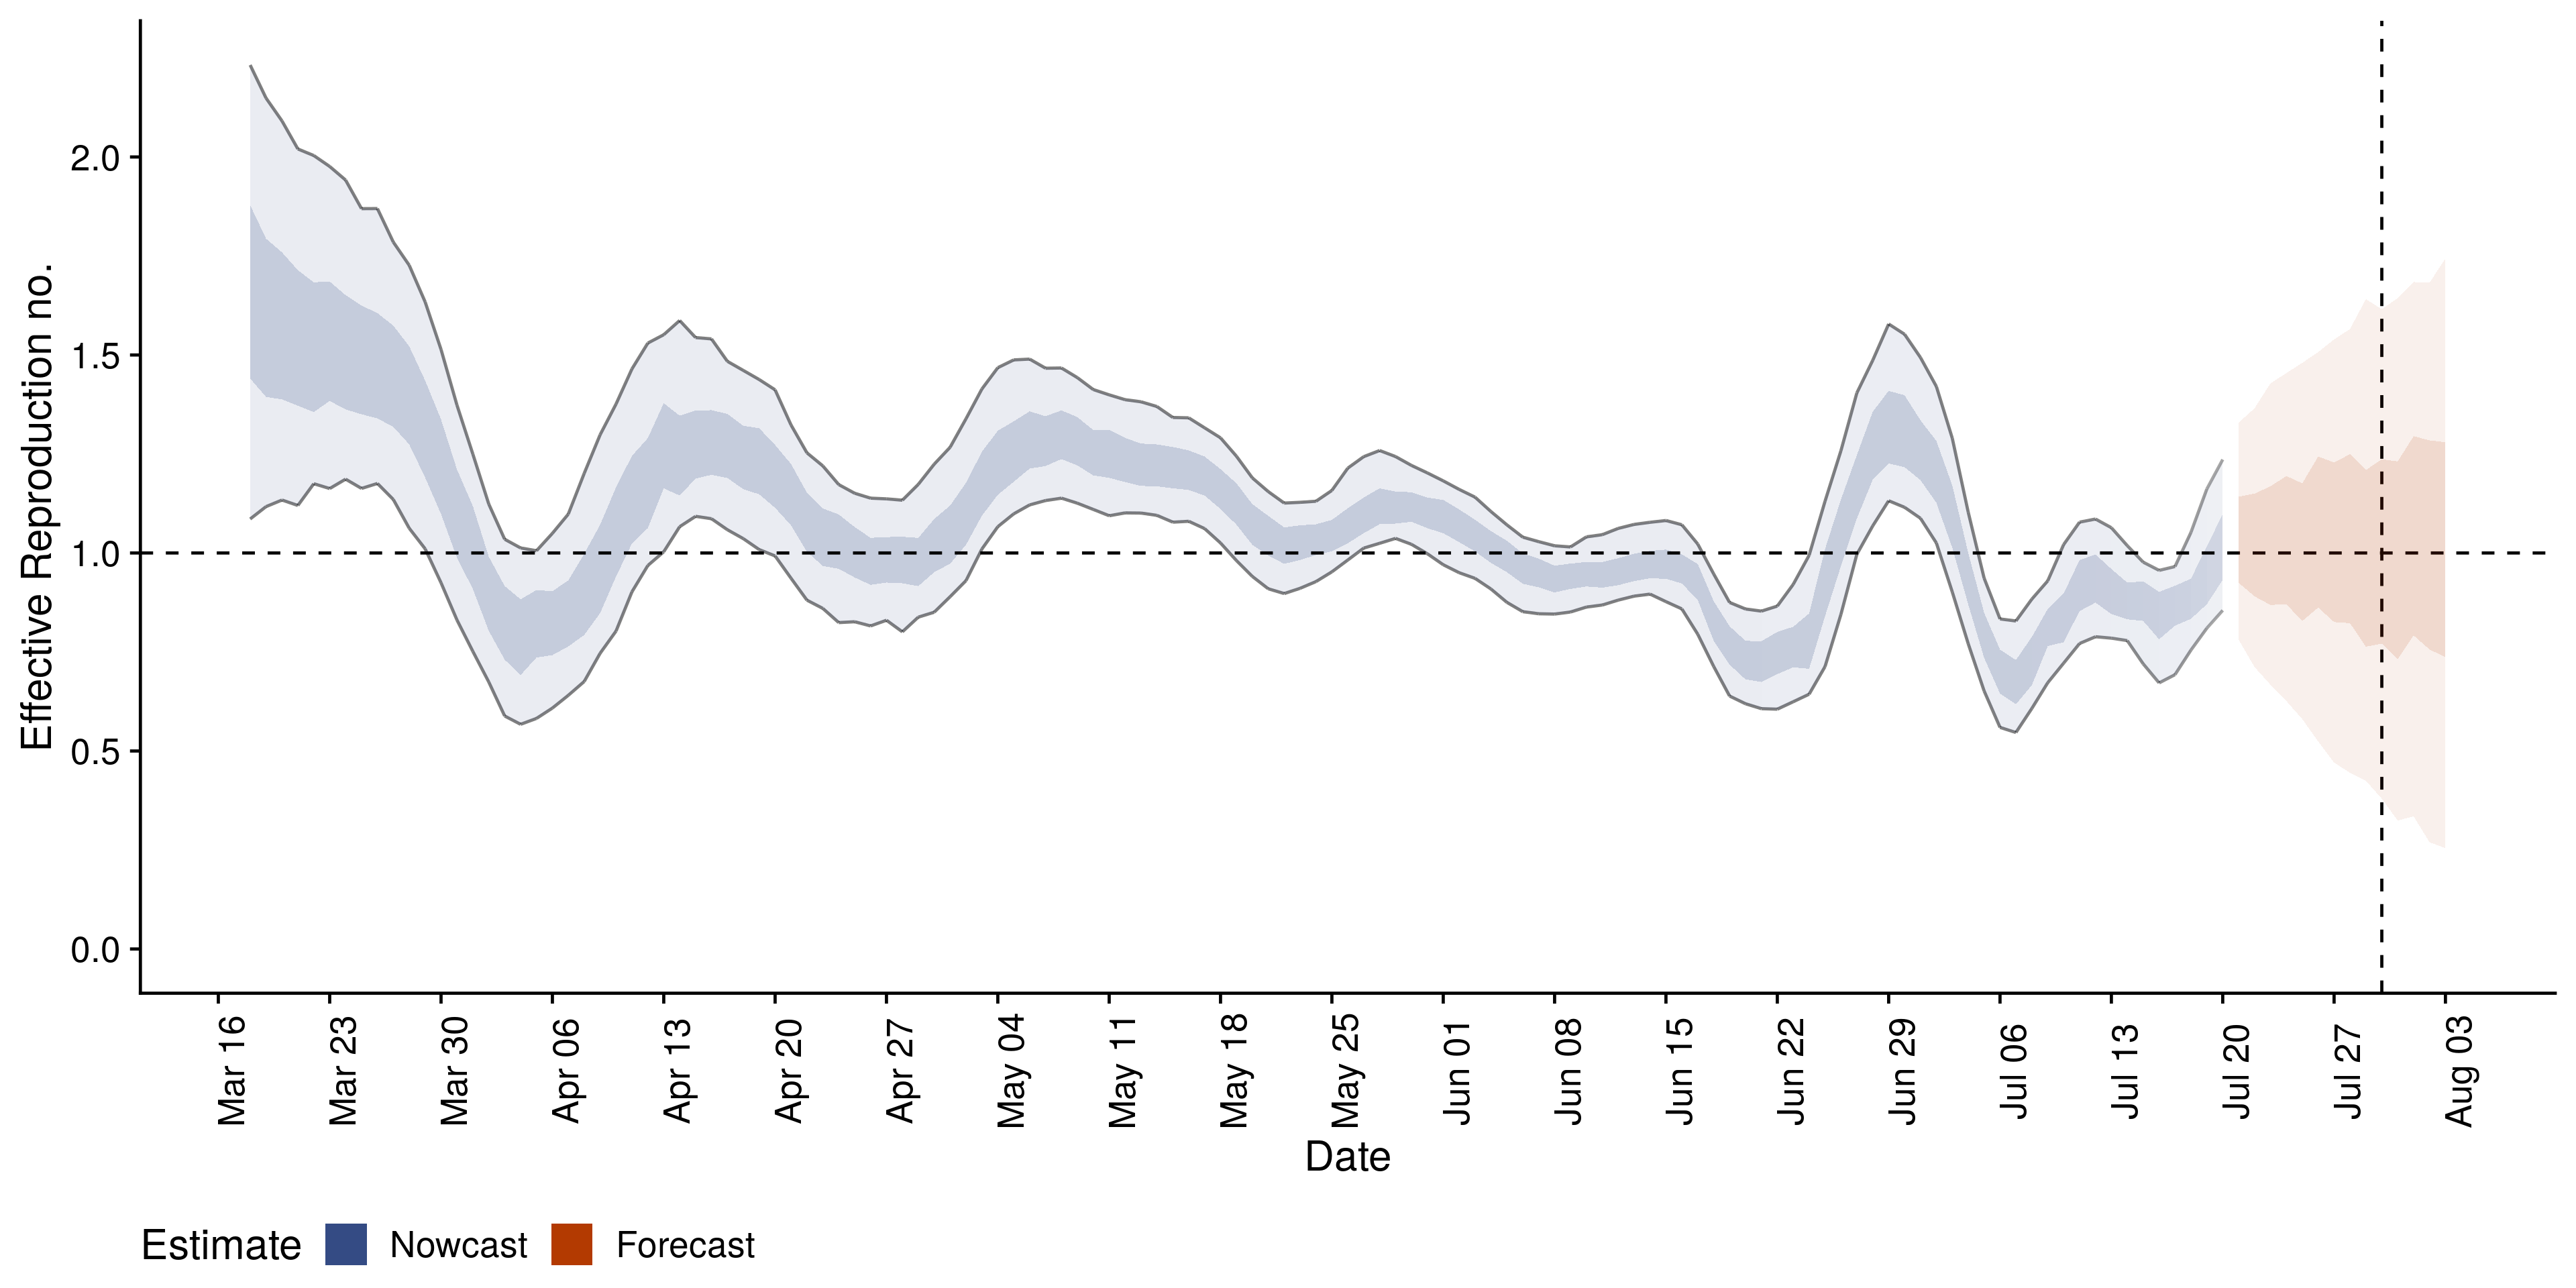 Effective Reproduction no.
2.0
1.5
1.0
0.5
0.0
Mar 16
Mar 23
Mar 30
Apr 06
Apr 13
Apr 20
Apr 27
May 04
May 11
May 18
May 25
Jun 01
Jun 08
Jun 15
Jun 22
Jun 29
Jul 06
Jul 13
Jul 20
Jul 27
Aug 03
Date
Estimate Nowcast Forecast